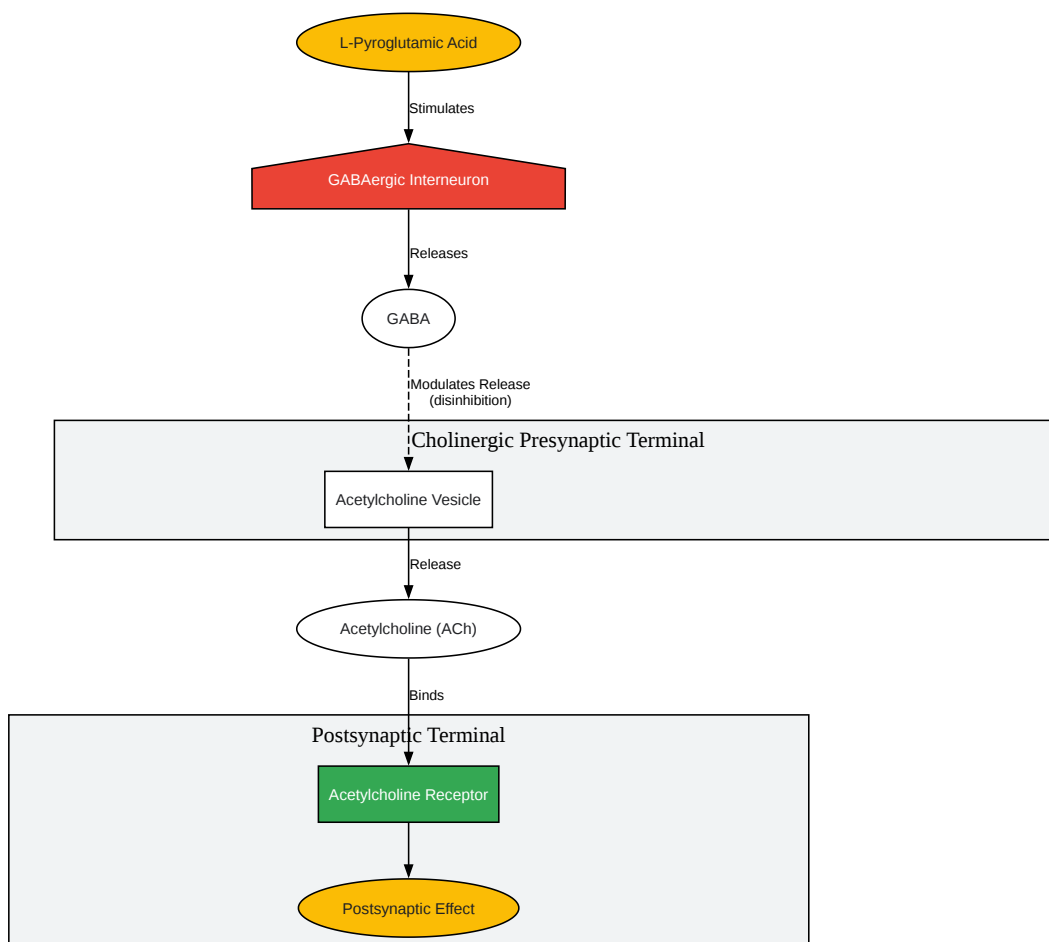 L-Pyroglutamic Acid
Stimulates
GABAergic Interneuron
Releases
GABA
Modulates Release
(disinhibition)
Cholinergic Presynaptic Terminal
Acetylcholine Vesicle
Release
Acetylcholine (ACh)
Binds
Postsynaptic Terminal
Acetylcholine Receptor
Postsynaptic Effect